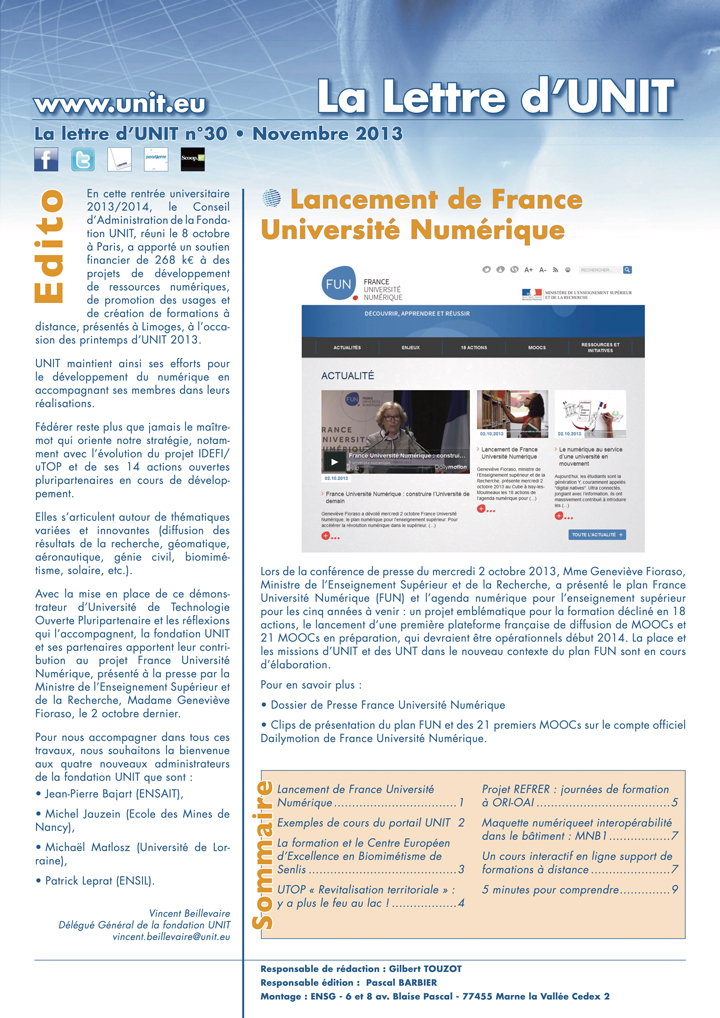 www.unit.eu
La Lettre d'UNIT
La lettre d'UNIT n°30 • Novembre 2013
Scoop.it
Edito
En cette rentrée universitaire
2013/2014, le Conseil
d'Administration de la Fonda-
tion UNIT, réuni le 8 octobre
à Paris, a apporté un soutien
financier de 268 k€ à des
projets de développement
de ressources numériques,
de promotion des usages et
de création de formations à
distance, présentés à Limoges, à l'occa-
sion des printemps d'UNIT 2013.
UNIT maintient ainsi ses efforts pour
le développement du numérique en
accompagnant ses membres dans leurs
réalisations.
Fédérer reste plus que jamais le maître-
mot qui oriente notre stratégie, notam-
ment avec l'évolution du projet IDEFI/
uTOP et de ses 14 actions ouvertes
pluripartenaires en cours de dévelop-
pement.
Elles s'articulent autour de thématiques
variées et innovantes (diffusion des
résultats de la recherche, géomatique,
aéronautique, génie civil, biomimé-
tisme, solaire, etc.).
Avec la mise en place de ce démons-
trateur d'Université de Technologie
Ouverte Pluripartenaire et les réflexions
qui l'accompagnent, la fondation UNIT
et ses partenaires apportent leur contri-
bution au projet France Université
Numérique, présenté à la presse par la
Ministre de l'Enseignement Supérieur et
de la Recherche, Madame Geneviève
Fioraso, le 2 octobre dernier.
Pour nous accompagner dans tous ces
travaux, nous souhaitons la bienvenue
aux quatre nouveaux administrateurs
de la fondation UNIT que sont :
• Jean-Pierre Bajart (ENSAIT),
• Michel Jauzein (Ecole des Mines de
Nancy),
• Michaël Matlosz (Université de Lor-
raine),
• Patrick Leprat (ENSIL).
Vincent Beillevaire
Délégué Général de la fondation UNIT
vincent.beillevaire@unit.eu
Lancement de France
Université Numérique
FUN
FRANCE
UNIVERSITÉ
NUMÉRIQUE
A+ A-
RECHERCHER
MINISTÈRE DE L'ENSEIGNEMENT SUPÉRIEUR
ET DE LA RECHERCHE
DÉCOUVRIR, APPRENDRE ET RÉUSSIR
ACTUALITÉS
ENJEUX
18 ACTIONS
MOOCS
RESSOURCES ET
INITIATIVES
ACTUALITÉ
FUN
RANCE
NIVERSIT
France Université Numérique : construi...
Dailymotion
02.10.2013
France Université Numérique : construire l'Université de
demain
Geneviève Fioraso a dévoilé mercredi 2 octobre France Université
Numérique, le plan numérique pour l'enseignement supérieur. Pour
accélérer la révolution numérique dans le supérieur, (...)
02.10.2013
Lancement de France
Université Numérique
Geneviève Fioraso, ministre de
l'Enseignement Supérieur et de la
Recherche, présente mercredi 2
octobre 2013 au Cube à Issy-les-
Moulineaux les 18 actions de
l'agenda numérique pour (...)
02.10.2013
Le numérique au service
d'une université en
mouvement
Aujourd'hui, les étudiants sont la
génération Y, couramment appelés
"digital natives". Ultra connectés,
jonglant avec l'information, ils ont
massivement contribué à introduire
les (...)
TOUTE L'ACTUALITÉ +
Lors de la conférence de presse du mercredi 2 octobre 2013, Mme Geneviève Fioraso,
Ministre de l'Enseignement Supérieur et de la Recherche, a présenté le plan France
Université Numérique (FUN) et l'agenda numérique pour l'enseignement supérieur
pour les cinq années à venir : un projet emblématique pour la formation décliné en 18
actions, le lancement d'une première plateforme française de diffusion de MOOCs et
21 MOOCs en préparation, qui devraient être opérationnels début 2014. La place et
les missions d'UNIT et des UNT dans le nouveau contexte du plan FUN sont en cours
d'élaboration.
Pour en savoir plus :
• Dossier de Presse France Université Numérique
• Clips de présentation du plan FUN et des 21 premiers MOOCs sur le compte officiel
Dailymotion de France Université Numérique.
Sommaire
Lancement de France Université
Numérique..................................1
Exemples de cours du portail UNIT 2
La formation et le Centre Européen
d'Excellence en Biomimétisme de
Senlis.........................................3
UTOP « Revitalisation territoriale » :
y a plus le feu au lac !..................4
Projet REFRER : journées de formation
à ORI-OAI.....................................5
Maquette numériqueet interopérabilité
dans le bâtiment : MNB1.................7
Un cours interactif en ligne support de
formations à distance......................7
5 minutes pour comprendre..............9
Responsable de rédaction : Gilbert TOUZOT
Responsable édition : Pascal BARBIER
Montage : ENSG - 6 et 8 av. Blaise Pascal - 77455 Marne la Vallée Cedex 2